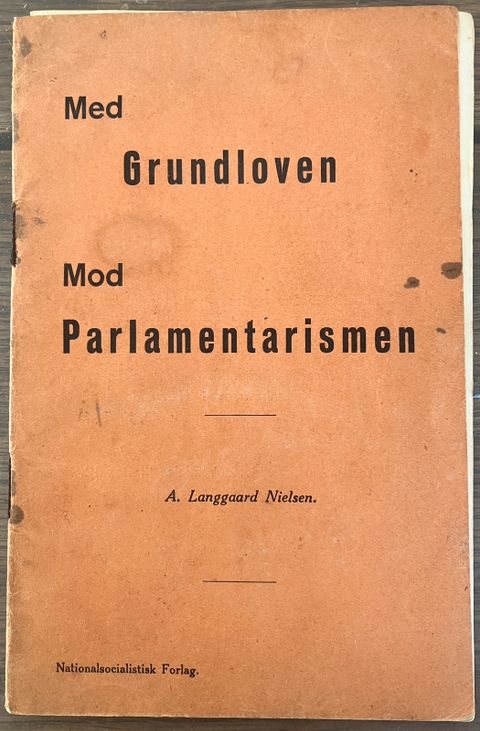 Med
Grundloven
Mod
Parlamentarismen
A. Langgaard Nielsen.
Nationalsocialistisk Forlag.